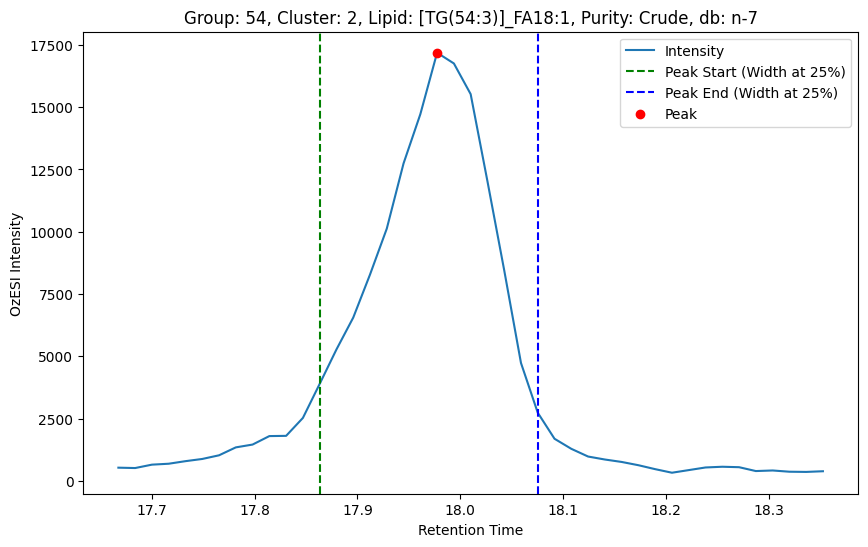 Group: 54, Cluster: 2, Lipid: [TG(54:3)]_FA18:1, Purity: Crude, db: n-7
17500
15000
12500
10000
7500
5000
2500
0
OzESI Intensity
Intensity
Peak Start (Width at 25%)
Peak End (Width at 25%)
Peak
17.7 17.8 17.9 18.0 18.1 18.2 18.3
Retention Time